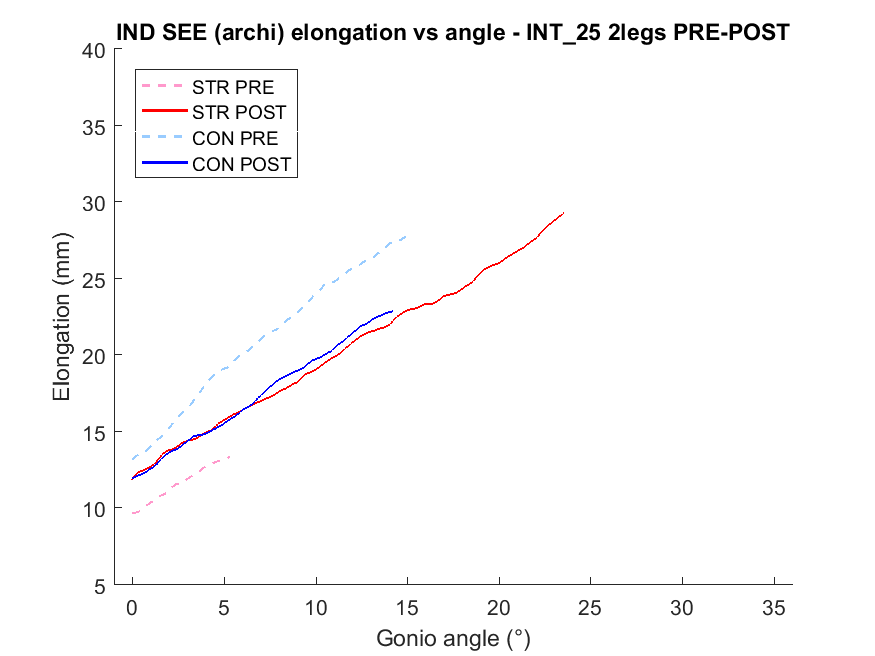 IND SEE (archi) elongation vs angle - INT_25 2legs PRE-POST
40
35
30
25
20
15
10
5
Elongation (mm)
STR PRE
STR POST
CON PRE
CON POST
0 5 10 15 20 25 30 35
Gonio angle (°)